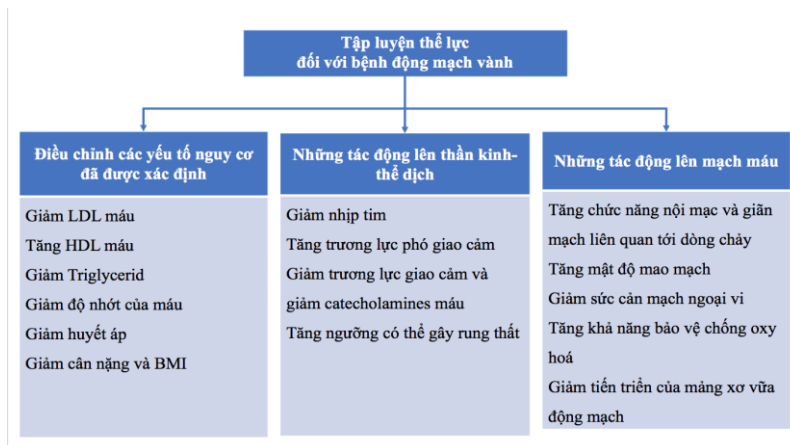 Tập luyện thể lực
đối với bệnh động mạch vành
Điều chỉnh các yếu tố nguy cơ
đã được xác định
Giảm LDL máu
Tăng HDL máu
Giảm Triglycerid
Giảm độ nhớt của máu
Giảm huyết áp
Giảm cân nặng và BMI
Những tác động lên thần kinh-
thể dịch
Giảm nhịp tim
Tăng trương lực phó giao cảm
Giảm trương lực giao cảm và
giảm catecholamines máu
Tăng ngưỡng có thể gây rung thất
Những tác động lên mạch máu
Tăng chức năng nội mạc và giãn
mạch liên quan tới dòng chảy
Tăng mật độ mao mạch
Giảm sức cản mạch ngoại vi
Tăng khả năng bảo vệ chống oxy
hoá
Giảm tiến triển của mảng xơ vữa
động mạch